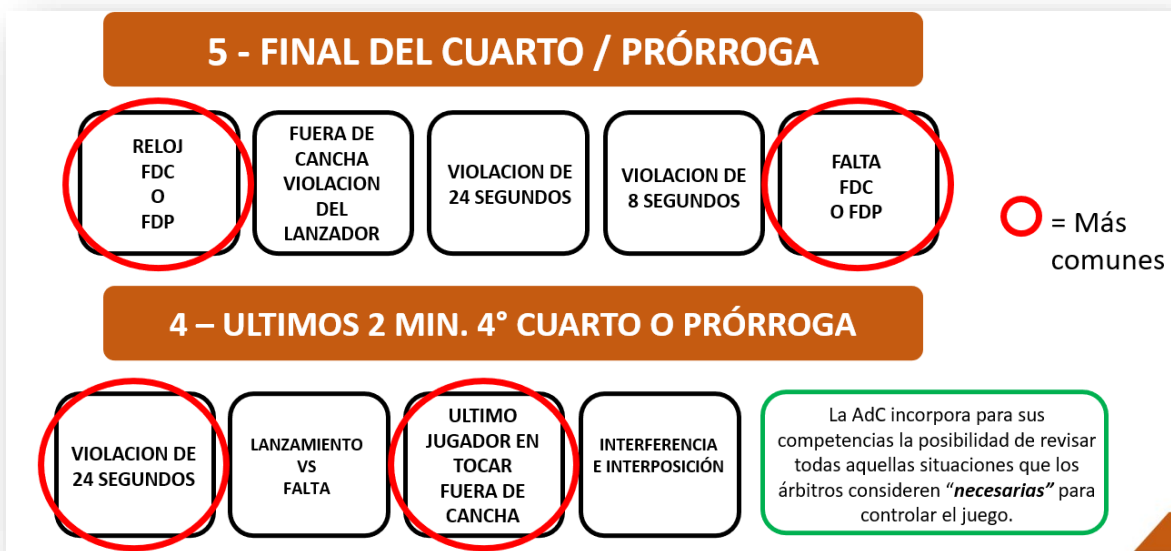 5 - FINAL DEL CUARTO / PRÓRROGA
RELOJ
FDC
O
FDP
FUERA DE
CANCHA
VIOLACION
DEL
LANZADOR
VIOLACION DE
24 SEGUNDOS
VIOLACION DE
8 SEGUNDOS
FALTA
FDC
O FDP
= Más
comunes
4 – ULTIMOS 2 MIN. 4° CUARTO O PRÓRROGA
VIOLACION DE
24 SEGUNDOS
LANZAMIENTO
VS
FALTA
ULTIMO
JUGADOR EN
TOCAR
FUERA DE
CANCHA
INTERFERENCIA
E INTERPOSICIÓN
La AdC incorpora para sus
competencias la posibilidad de revisar
todas aquellas situaciones que los
árbitros consideren “necesarias” para
controlar el juego.